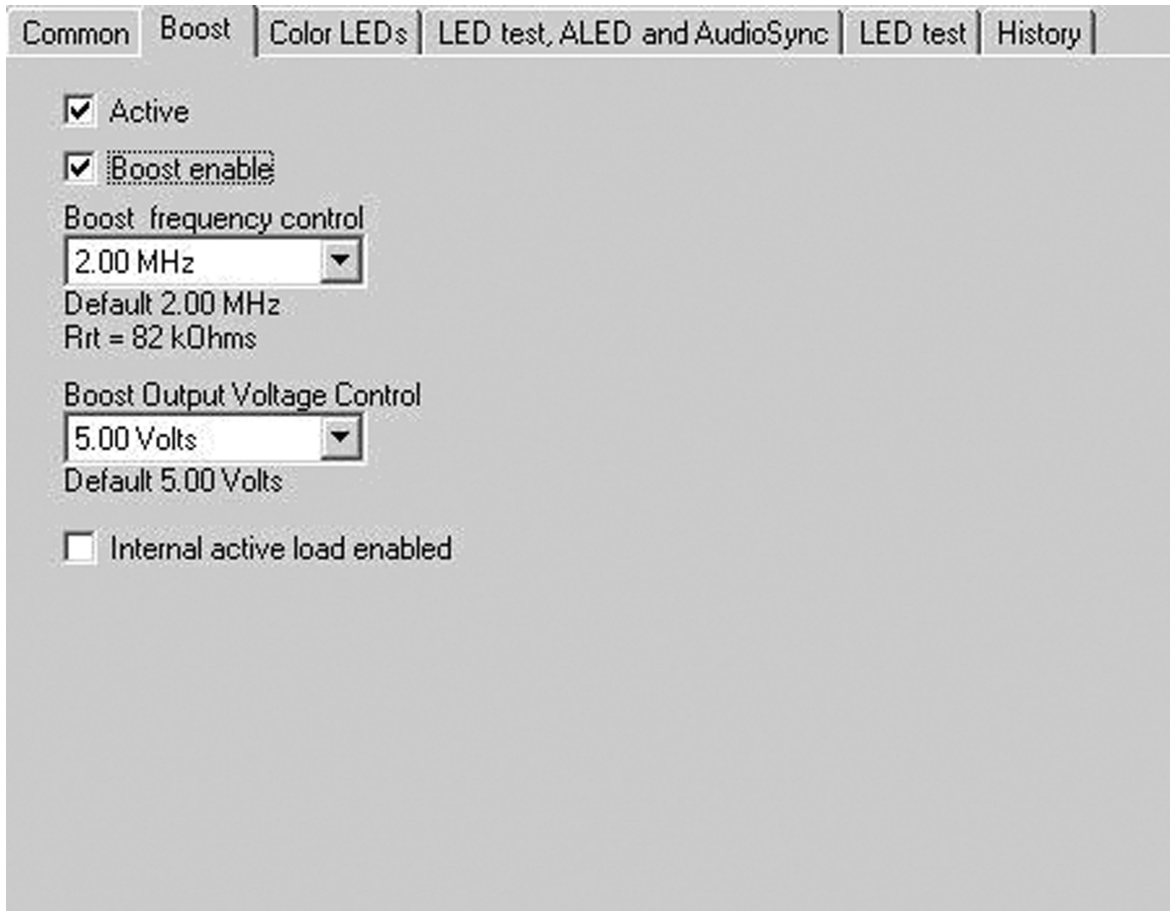 Common Boost Color LEDs LED test, ALED and AudioSync LED test History
Active
Boost enable
Boost frequency control
2.00 MHz
Default 2.00 MHz
Rrt = 82 kOhms
Boost Output Voltage Control
5.00 Volts
Default 5.00 Volts
Internal active load enabled